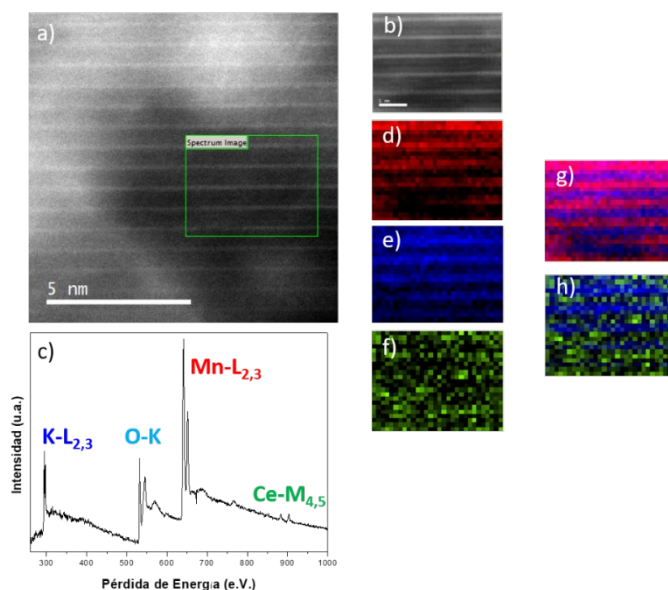 a)
Spectrum Image
5 nm
b)
d)
e)
f)
g)
h)
c)
Mn-L2,3
K-L2,3
O-K
Ce-M4,5
Intensidad (u.a.)
300 400 500 600 700 800 900 1000
Pérdida de Energía (e.V.)